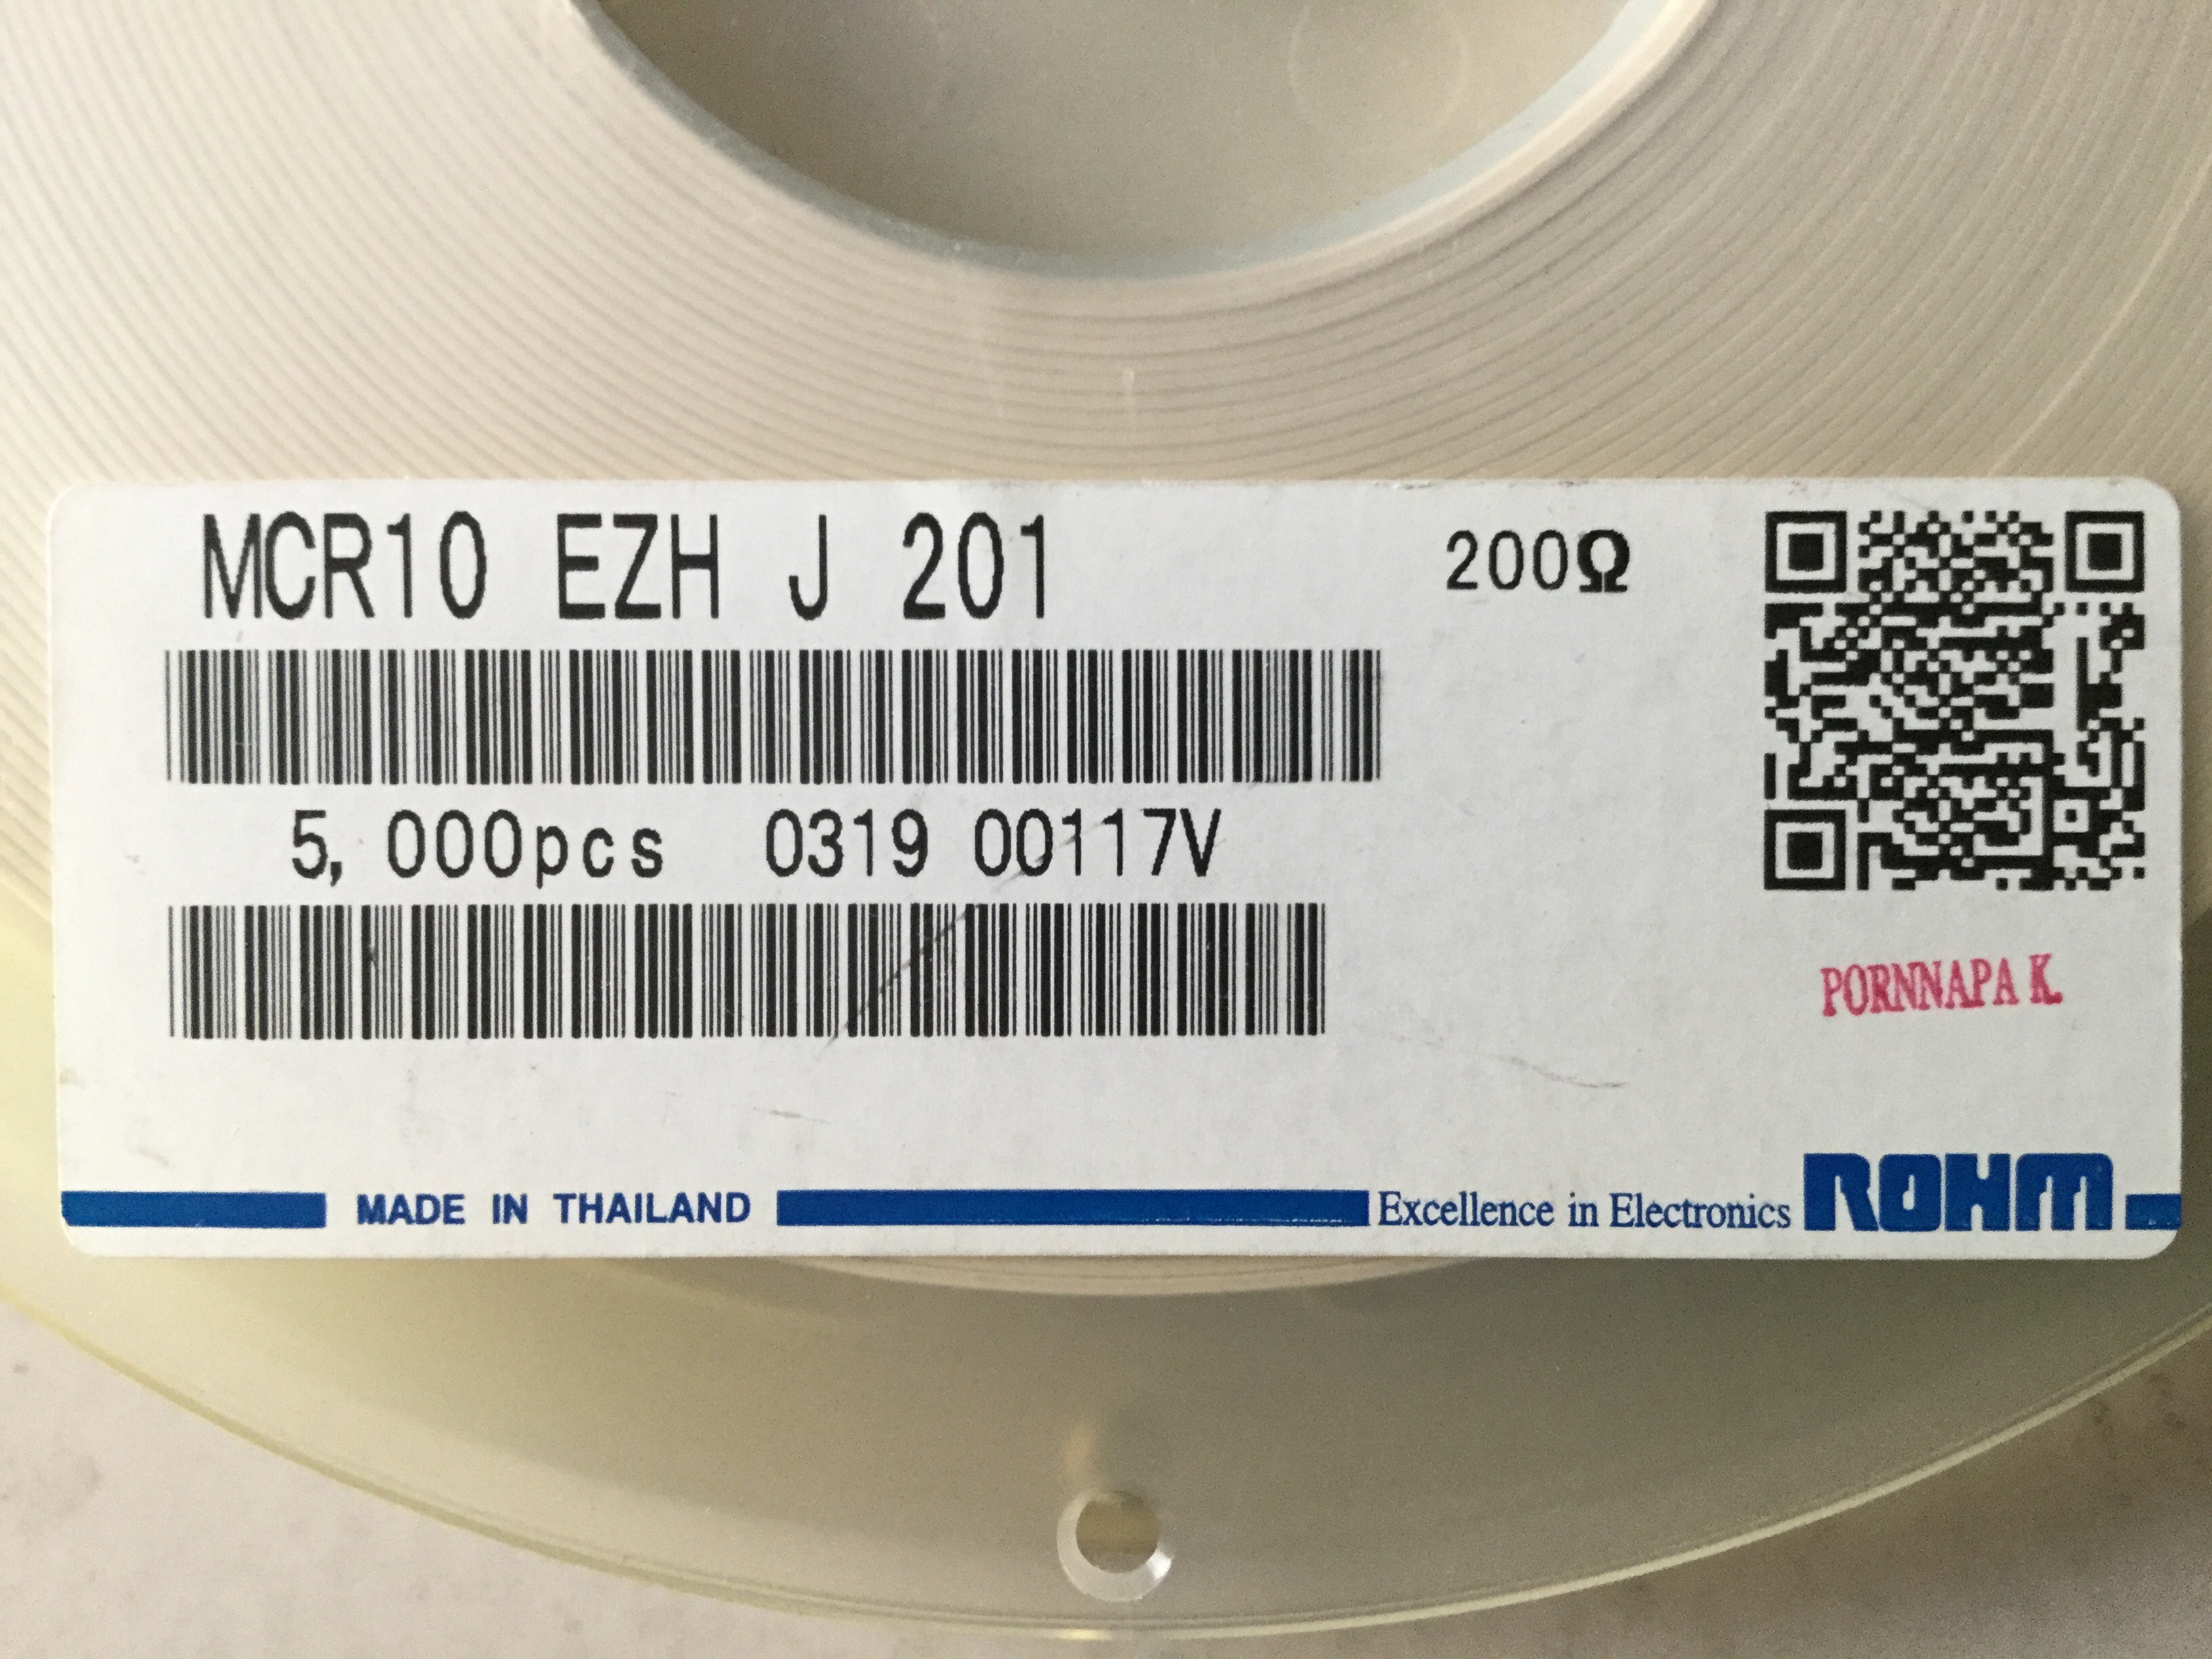 MCR10 EZH J 201 200Ω
5,000pcs 0319 00117V
PORNNAPA K.
MADE IN THAILAND Excellence in Electronics ROHM